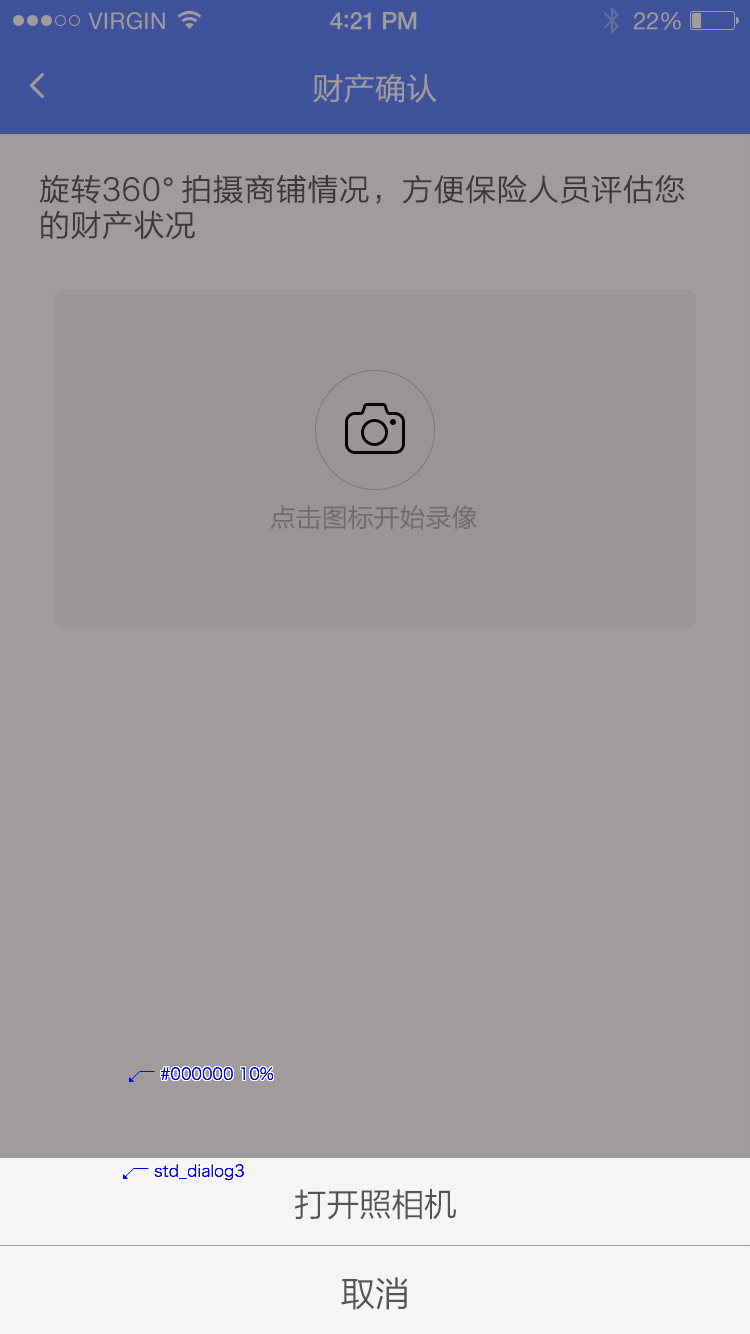 VIRGIN 4:21 PM 22%
财产确认
旋转360°拍摄商铺情况，方便保险人员评估您
的财产状况
点击图标开始录像
#000000 10%
std_dialog3
打开照相机
取消